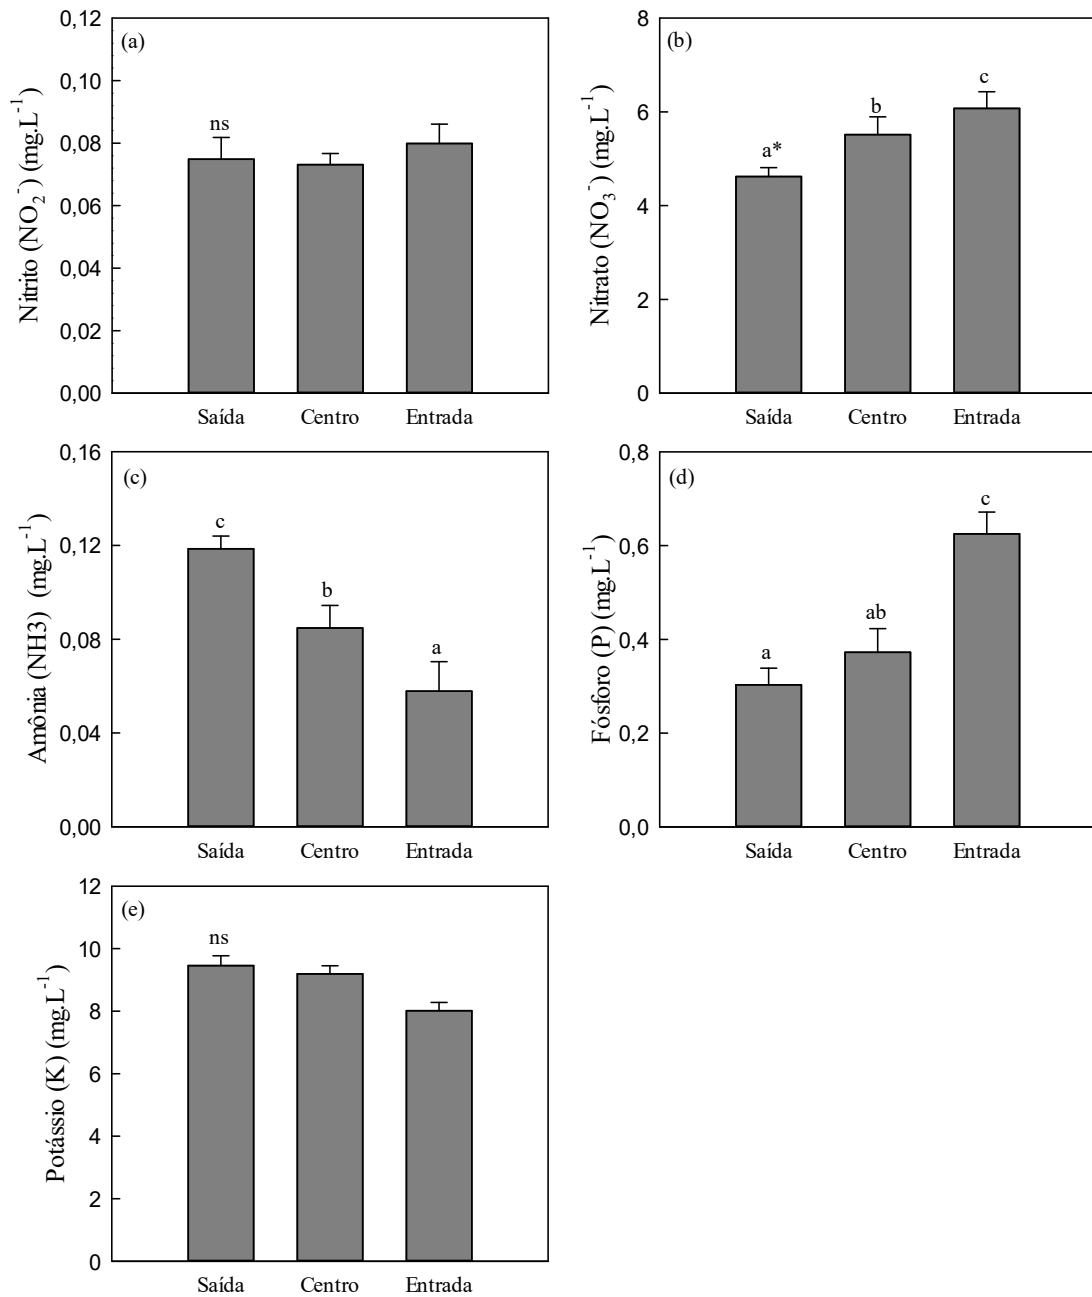 (a)
Nitrito (NO₂⁻) (mg.L⁻¹)
0,12
0,10
0,08
0,06
0,04
0,02
0,00
ns
Saída Centro Entrada
(b)
Nitrato (NO₃⁻) (mg.L⁻¹)
8
6
4
2
0
a* b c
Saída Centro Entrada
(c)
Amônia (NH3) (mg.L⁻¹)
0,16
0,12
0,08
0,04
0,00
c b a
Saída Centro Entrada
(d)
Fósforo (P) (mg.L⁻¹)
0,8
0,6
0,4
0,2
0,0
a ab c
Saída Centro Entrada
(e)
Potássio (K) (mg.L⁻¹)
12
10
8
6
4
2
0
ns
Saída Centro Entrada